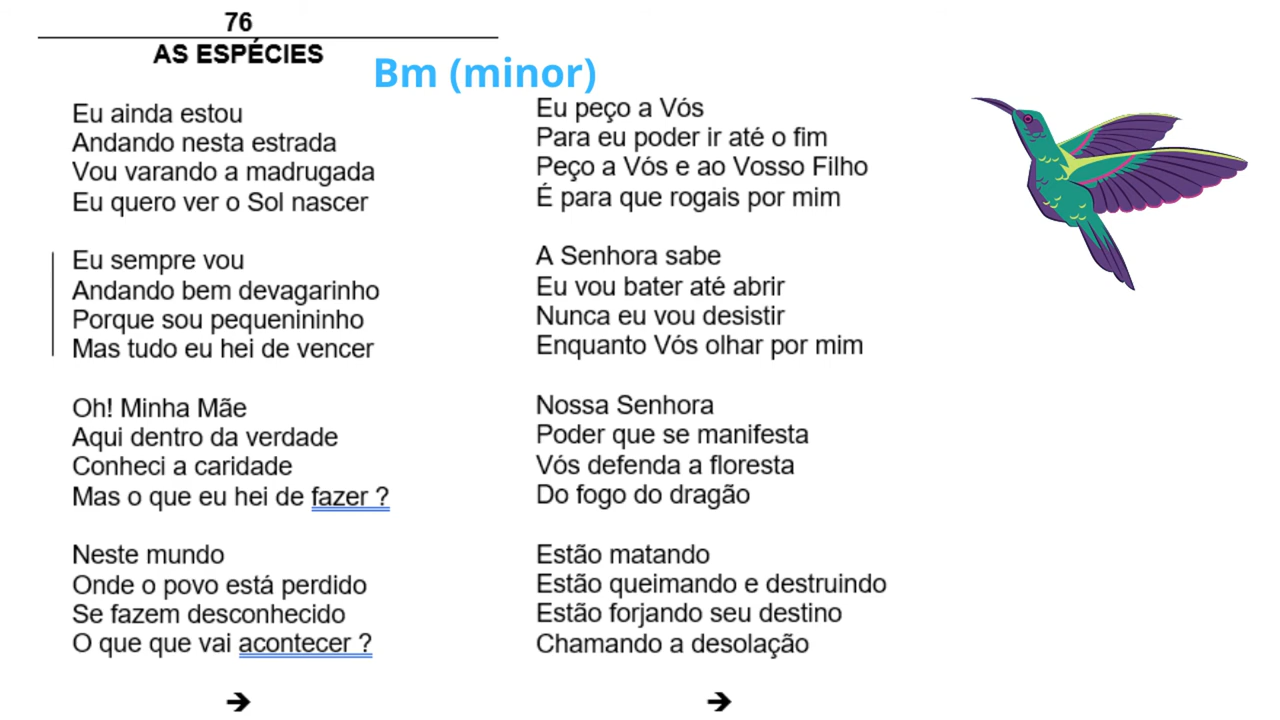 76
AS ESPÉCIES
Bm (minor)
Eu ainda estou
Andando nesta estrada
Vou varando a madrugada
Eu quero ver o Sol nascer
Eu sempre vou
Andando bem devagarinho
Porque sou pequenininho
Mas tudo eu hei de vencer
Oh! Minha Mãe
Aqui dentro da verdade
Conheci a caridade
Mas o que eu hei de fazer ?
Neste mundo
Onde o povo está perdido
Se fazem desconhecido
O que que vai acontecer ?
➔
Eu peço a Vós
Para eu poder ir até o fim
Peço a Vós e ao Vosso Filho
É para que rogais por mim
A Senhora sabe
Eu vou bater até abrir
Nunca eu vou desistir
Enquanto Vós olhar por mim
Nossa Senhora
Poder que se manifesta
Vós defenda a floresta
Do fogo do dragão
Estão matando
Estão queimando e destruindo
Estão forjando seu destino
Chamando a desolação
➔